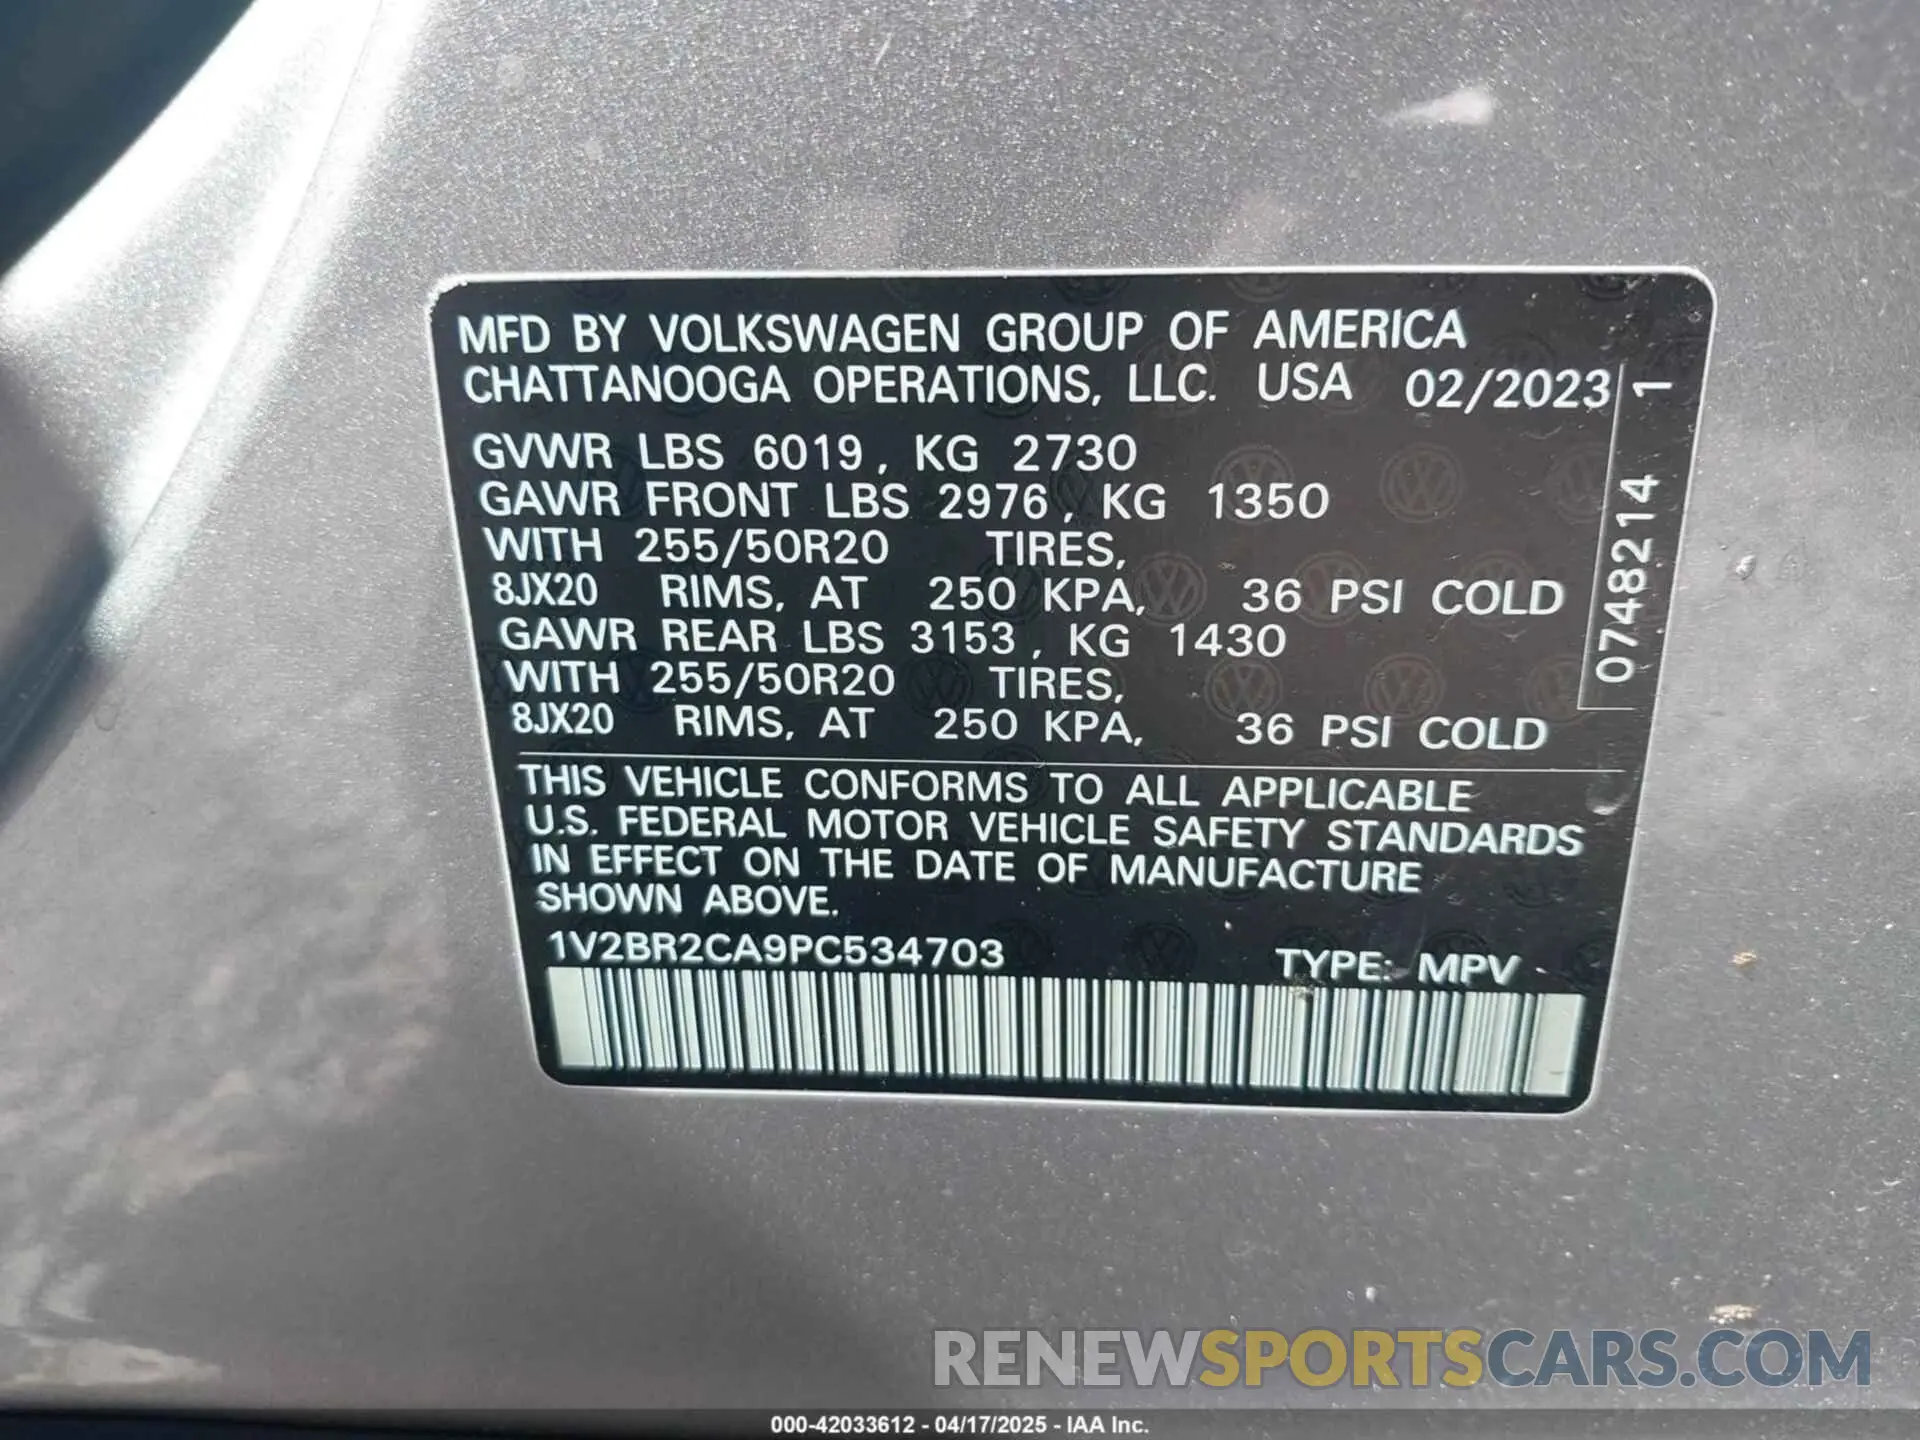 MFD BY VOLKSWAGEN GROUP OF AMERICA
CHATTANOOGA OPERATIONS, LLC. USA 02/2023
GVWR LBS 6019, KG 2730
GAWR FRONT LBS 2976, KG 1350
WITH 255/50R20 TIRES,
8JX20 RIMS, AT 250 KPA, 36 PSI COLD
GAWR REAR LBS 3153, KG 1430
WITH 255/50R20 TIRES,
8JX20 RIMS, AT 250 KPA, 36 PSI COLD
0748214 1
THIS VEHICLE CONFORMS TO ALL APPLICABLE
U.S. FEDERAL MOTOR VEHICLE SAFETY STANDARDS
IN EFFECT ON THE DATE OF MANUFACTURE
SHOWN ABOVE.
1V2BR2CA9PC534703 TYPE: MPV
RENEWSPORTSCARS.COM
000-42033612 - 04/17/2025 - IAA Inc.